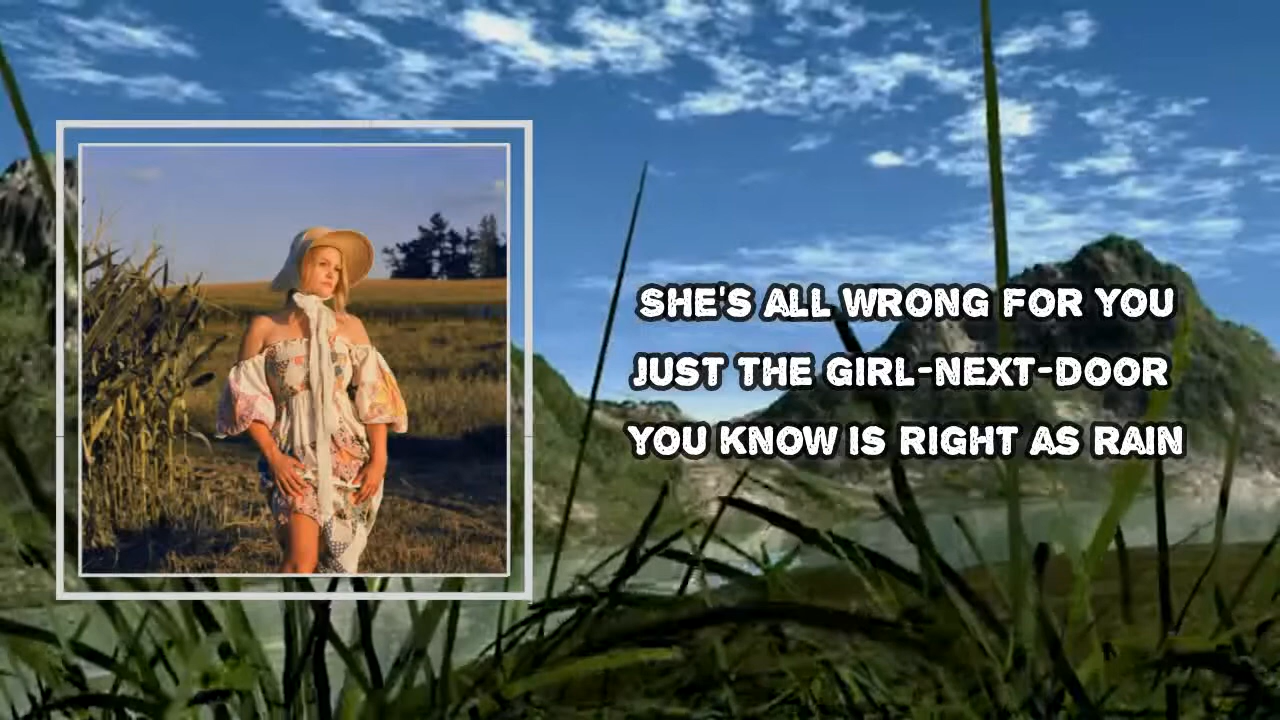 SHE'S ALL WRONG FOR YOU
JUST THE GIRL-NEXT-DOOR
YOU KNOW IS RIGHT AS RAIN